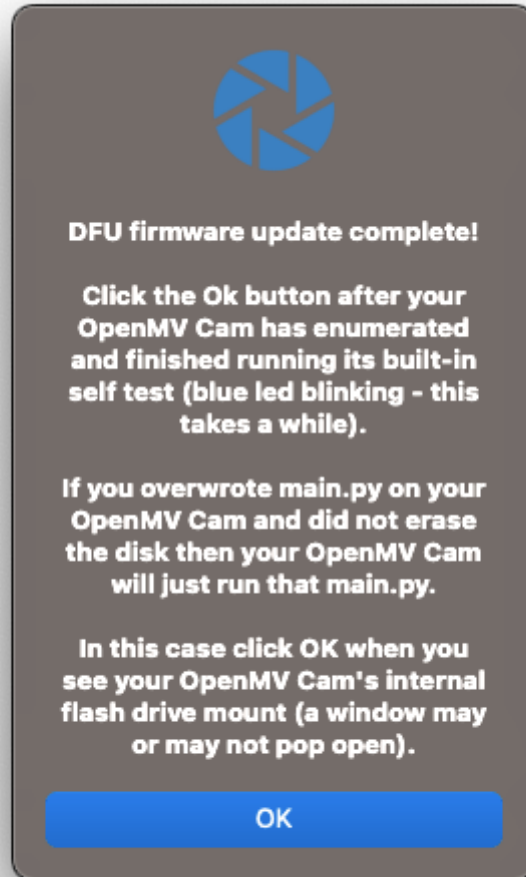 DFU firmware update complete!
Click the Ok button after your
OpenMV Cam has enumerated
and finished running its built-in
self test (blue led blinking - this
takes a while).
If you overwrote main.py on your
OpenMV Cam and did not erase
the disk then your OpenMV Cam
will just run that main.py.
In this case click OK when you
see your OpenMV Cam's internal
flash drive mount (a window may
or may not pop open).
OK